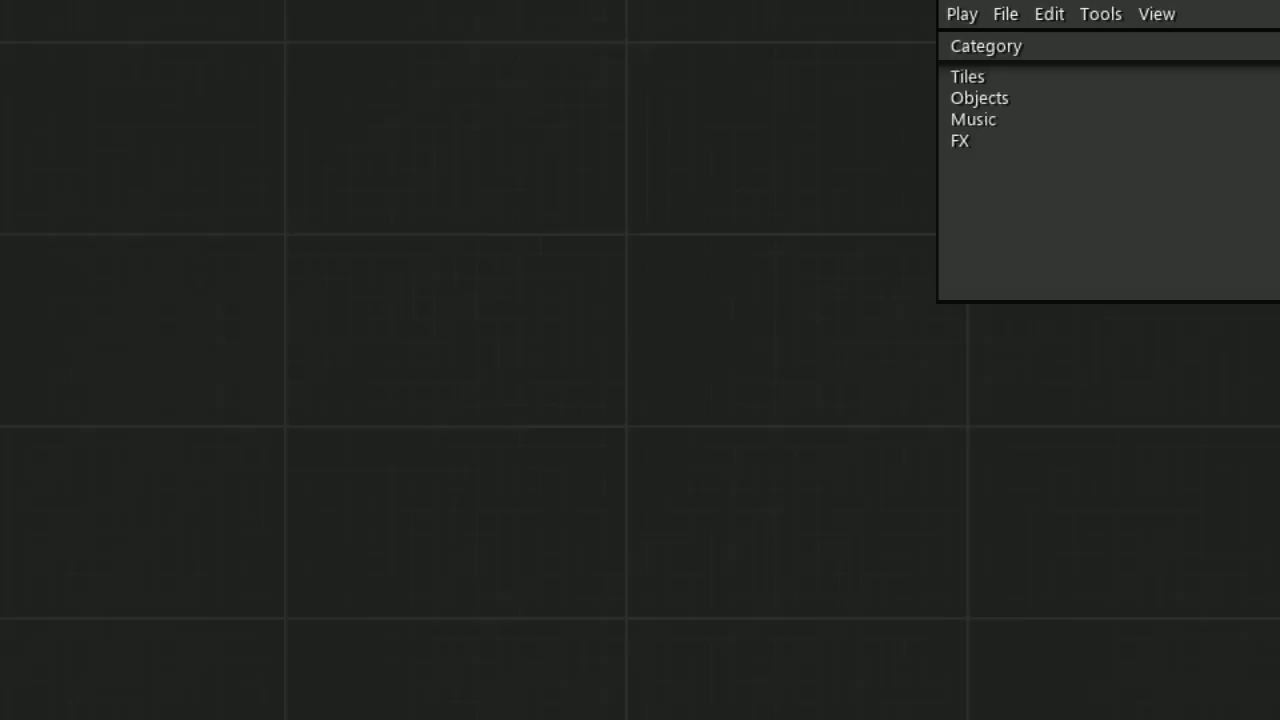 Play File Edit Tools View
Category
Tiles
Objects
Music
FX